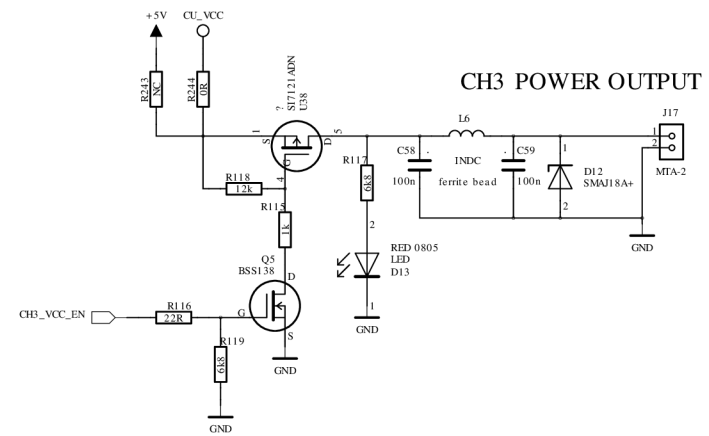 +5V
CU_VCC
R243
NC
R244
0R
?
SI7121ADN
U38
1
S
G
D
5
4
CH3 POWER OUTPUT
J17
1
2
MTA-2
L6
INDC
ferrite bead
C58
100n
C59
100n
1
D12
SMAJ18A+
2
GND
R117
6k8
2
RED 0805
LED
D13
1
GND
R118
12k
R115
1k
Q5
BSS138
D
G
S
GND
CH3_VCC_EN
R116
22R
R119
6k8
GND